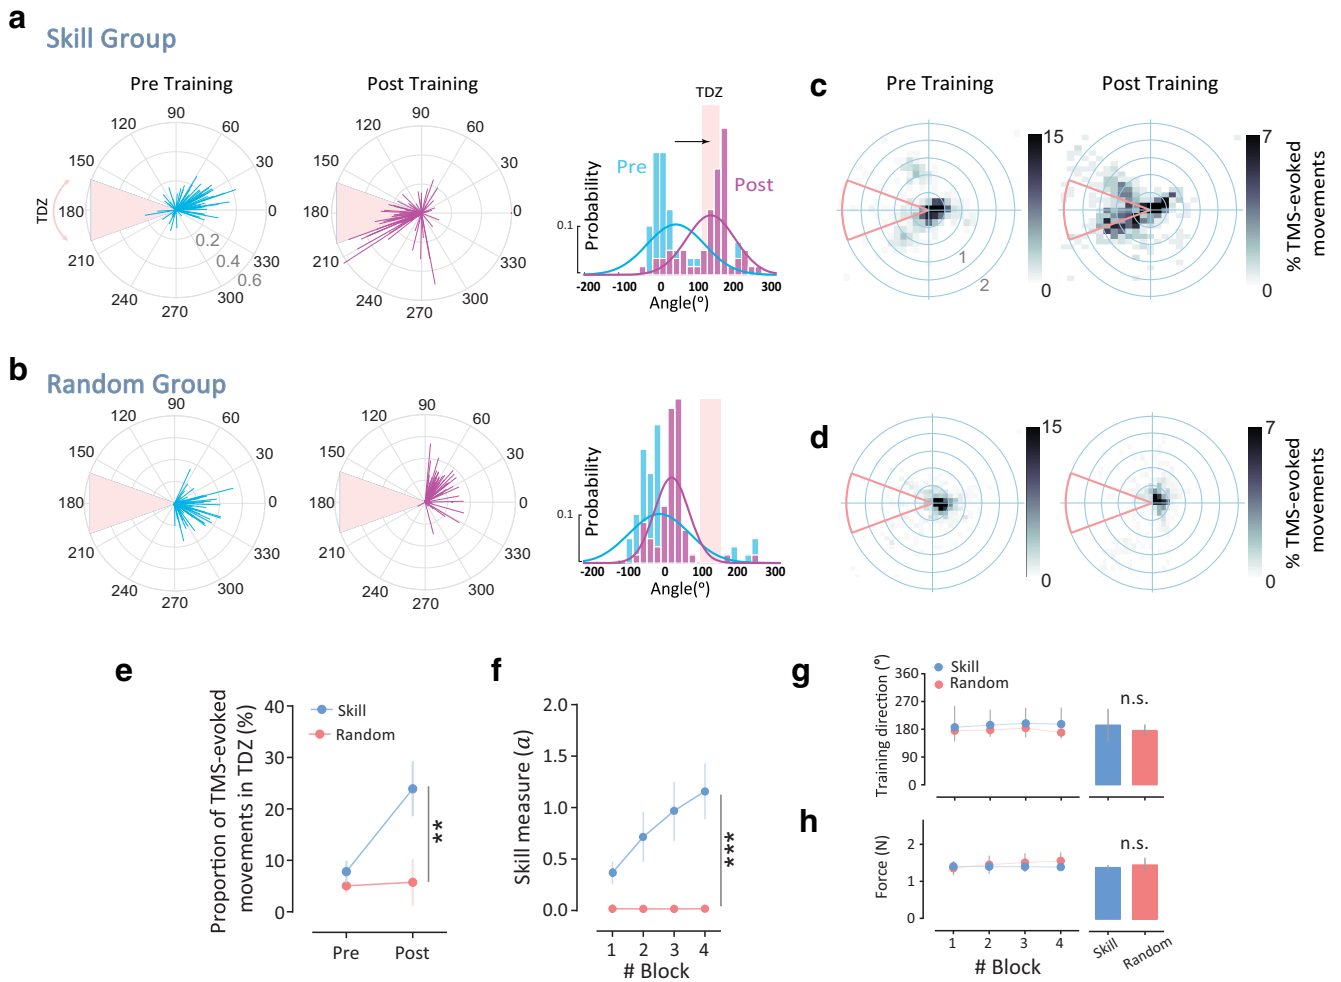 a
Skill Group
Pre Training
Post Training
90
120
60
150
30
TDZ
180
0
0.2
0.4
0.6
210
330
240
300
270
90
120
60
150
30
180
0
210
330
240
300
270
TDZ
Pre
Post
Probability
0.1
-200 -100 0 100 200 300
Angle(°)
c
Pre Training
Post Training
1
2
15
0
7
0
% TMS-evoked
movements
b
Random Group
90
120
60
150
30
180
0
210
330
240
300
270
90
120
60
150
30
180
0
210
330
240
300
270
Probability
0.1
-200 -100 0 100 200 300
Angle(°)
d
15
0
7
0
% TMS-evoked
movements
e
Proportion of TMS-evoked
movements in TDZ (%)
40
30
20
10
0
Skill
Random
**
Pre Post
f
Skill measure (a)
2.0
1.5
1.0
0.5
0.0
***
1 2 3 4
# Block
g
Training direction (°)
360
270
180
90
0
Skill
Random
n.s.
h
Force (N)
2
1
0
n.s.
1 2 3 4
# Block
Skill
Random